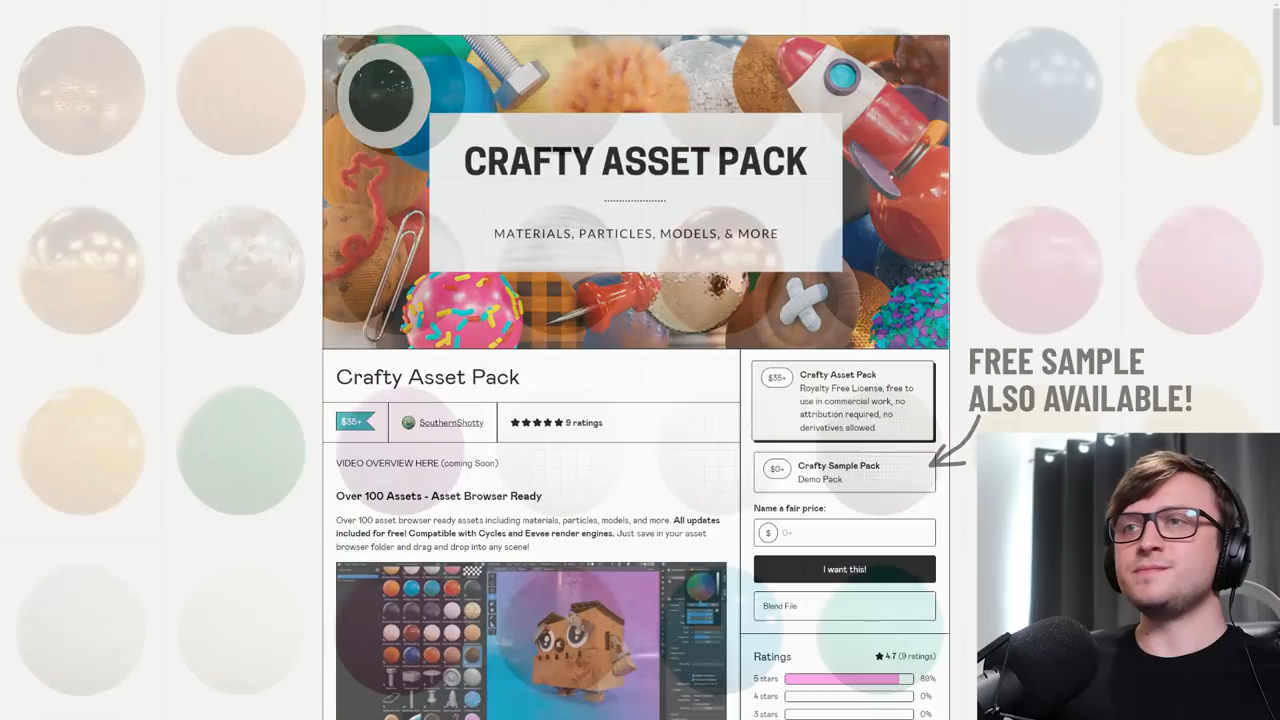 CRAFTY ASSET PACK
MATERIALS, PARTICLES, MODELS, & MORE
FREE SAMPLE
ALSO AVAILABLE!
Crafty Asset Pack
$35+
SouthernShotty
9 ratings
VIDEO OVERVIEW HERE (coming Soon)
Over 100 Assets - Asset Browser Ready
Over 100 asset browser ready assets including materials, particles, models, and more. All updates
included for free! Compatible with Cycles and Eevee render engines. Just save in your asset
browser folder and drag and drop into any scene!
$35+
Crafty Asset Pack
Royalty Free License, free to
use in commercial work, no
attribution required, no
derivatives allowed.
$0+
Crafty Sample Pack
Demo Pack
Name a fair price:
$ 0+
I want this!
Blend File
Ratings
4.7 (9 ratings)
5 stars 89%
4 stars 0%
3 stars 0%